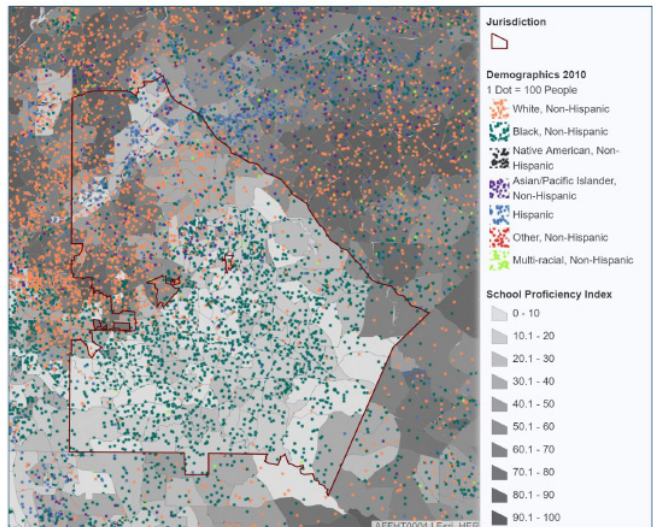 Jurisdiction
Demographics 2010
1 Dot = 100 People
White, Non-Hispanic
Black, Non-Hispanic
Native American, Non-
Hispanic
Asian/Pacific Islander,
Non-Hispanic
Hispanic
Other, Non-Hispanic
Multi-racial, Non-Hispanic
School Proficiency Index
0 - 10
10.1 - 20
20.1 - 30
30.1 - 40
40.1 - 50
50.1 - 60
60.1 - 70
70.1 - 80
80.1 - 90
90.1 - 100
AFFHT0004 | Esri, HERE